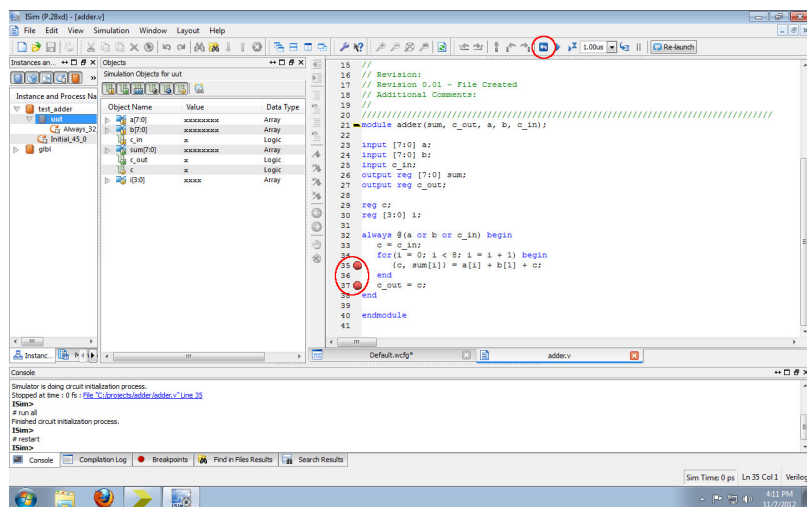 ISim (P.28xd) - [adder.v]
File Edit View Simulation Window Layout Help
1.00us Re-launch
Instances an...
Objects
Simulation Objects for uut
Instance and Process Na
test_adder
uut
Always_32_
Initial_45_0
glbl
Object Name Value Data Type
a[7:0] xxxxxxxx Array
b[7:0] xxxxxxxx Array
c_in x Logic
sum[7:0] xxxxxxxx Array
c_out x Logic
c x Logic
i[3:0] xxxx Array
15 //
16 // Revision:
17 // Revision 0.01 - File Created
18 // Additional Comments:
19 //
20 //////////////////////////////////////////////////////////////////////////////////
21 module adder(sum, c_out, a, b, c_in);
22
23 input [7:0] a;
24 input [7:0] b;
25 input c_in;
26 output reg [7:0] sum;
27 output reg c_out;
28
29 reg c;
30 reg [3:0] i;
31
32 always @(a or b or c_in) begin
33 c = c_in;
34 for(i = 0; i < 8; i = i + 1) begin
35 {c, sum[i]} = a[i] + b[1] + c;
36 end
37 c_out = c;
38 end
39
40 endmodule
41
Instanc...
Default.wcfg*
adder.v
Console
Simulator is doing circuit initialization process.
Stopped at time : 0 fs : File "C:/projects/adder/adder.v" Line 35
ISim>
# run all
Finished circuit initialization process.
ISim>
# restart
ISim>
Console Compilation Log Breakpoints Find in Files Results Search Results
Sim Time: 0 ps Ln 35 Col 1 Verilog
4:11 PM
11/7/2012